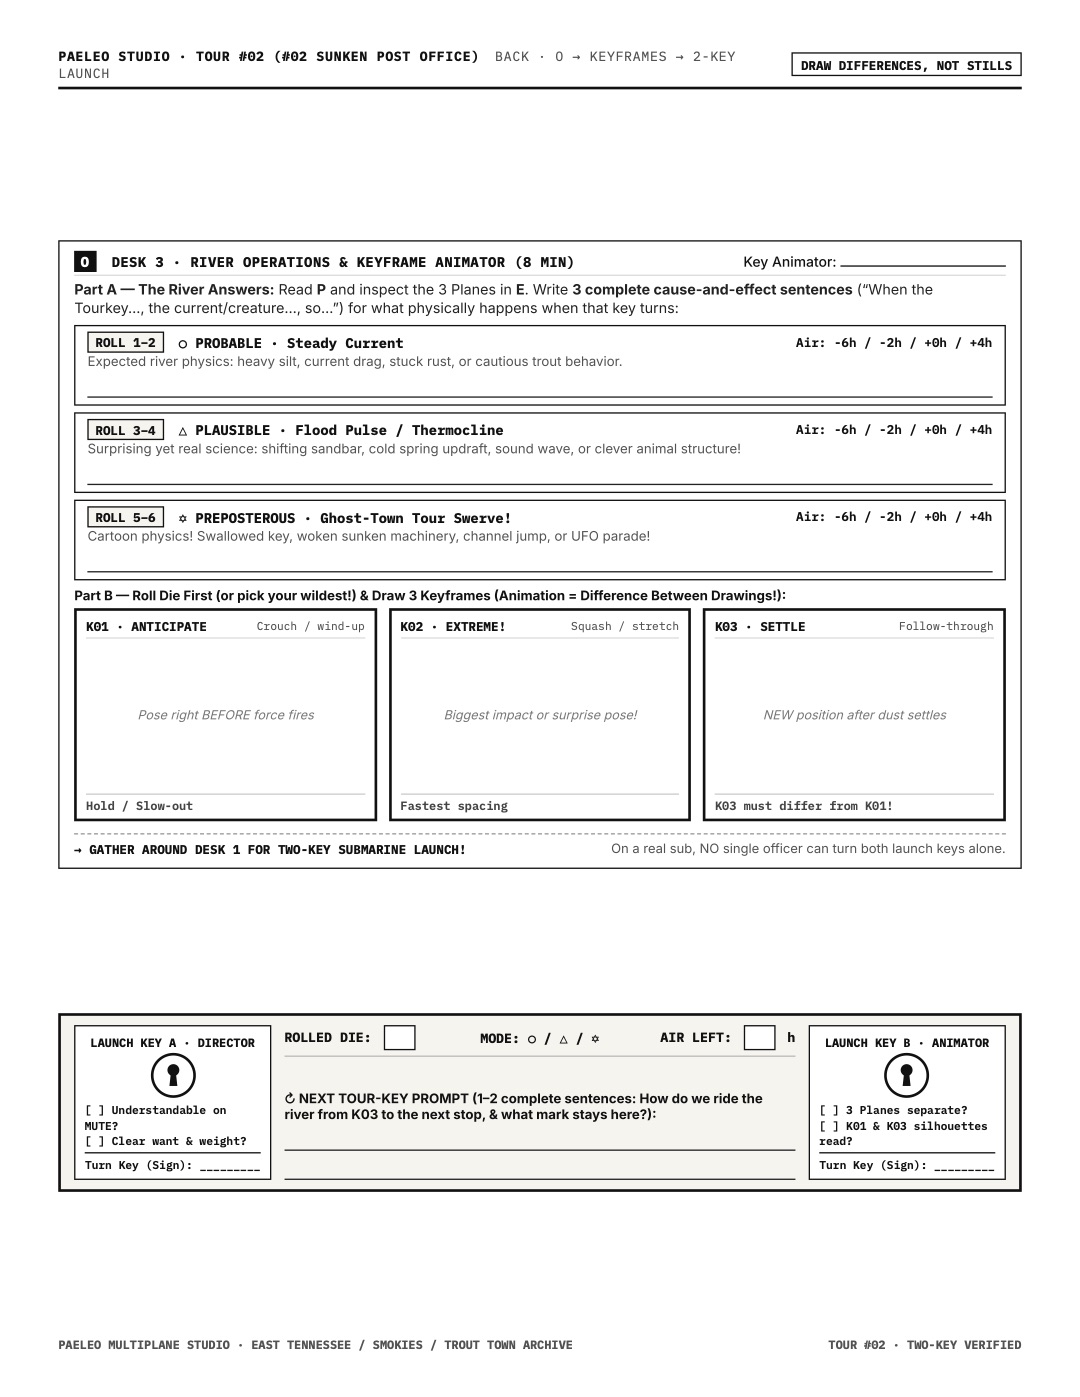 PAELEO STUDIO · TOUR #02 (#02 SUNKEN POST OFFICE) BACK · O → KEYFRAMES → 2-KEY
LAUNCH
DRAW DIFFERENCES, NOT STILLS
O DESK 3 · RIVER OPERATIONS & KEYFRAME ANIMATOR (8 MIN) Key Animator:
Part A — The River Answers: Read P and inspect the 3 Planes in E. Write 3 complete cause-and-effect sentences (“When the
Tourkey…, the current/creature…, so…”) for what physically happens when that key turns:
ROLL 1–2 ○ PROBABLE · Steady Current Air: -6h / -2h / +0h / +4h
Expected river physics: heavy silt, current drag, stuck rust, or cautious trout behavior.
ROLL 3–4 △ PLAUSIBLE · Flood Pulse / Thermocline Air: -6h / -2h / +0h / +4h
Surprising yet real science: shifting sandbar, cold spring updraft, sound wave, or clever animal structure!
ROLL 5–6 ✡ PREPOSTEROUS · Ghost-Town Tour Swerve! Air: -6h / -2h / +0h / +4h
Cartoon physics! Swallowed key, woken sunken machinery, channel jump, or UFO parade!
Part B — Roll Die First (or pick your wildest!) & Draw 3 Keyframes (Animation = Difference Between Drawings!):
K01 · ANTICIPATE Crouch / wind-up
Pose right BEFORE force fires
Hold / Slow-out
K02 · EXTREME! Squash / stretch
Biggest impact or surprise pose!
Fastest spacing
K03 · SETTLE Follow-through
NEW position after dust settles
K03 must differ from K01!
→ GATHER AROUND DESK 1 FOR TWO-KEY SUBMARINE LAUNCH! On a real sub, NO single officer can turn both launch keys alone.
LAUNCH KEY A · DIRECTOR
[ ] Understandable on
MUTE?
[ ] Clear want & weight?
Turn Key (Sign): _________
ROLLED DIE: MODE: ○ / △ / ✡ AIR LEFT: h
↻ NEXT TOUR-KEY PROMPT (1–2 complete sentences: How do we ride the
river from K03 to the next stop, & what mark stays here?):
LAUNCH KEY B · ANIMATOR
[ ] 3 Planes separate?
[ ] K01 & K03 silhouettes
read?
Turn Key (Sign): _________
PAELEO MULTIPLANE STUDIO · EAST TENNESSEE / SMOKIES / TROUT TOWN ARCHIVE TOUR #02 · TWO-KEY VERIFIED